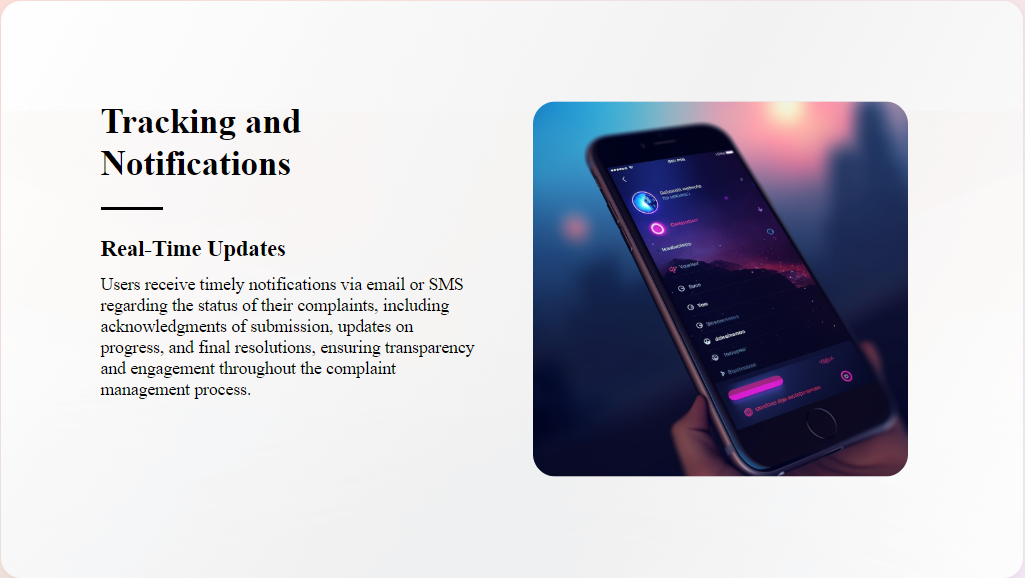 Tracking and
Notifications
Real-Time Updates
Users receive timely notifications via email or SMS
regarding the status of their complaints, including
acknowledgments of submission, updates on
progress, and final resolutions, ensuring transparency
and engagement throughout the complaint
management process.